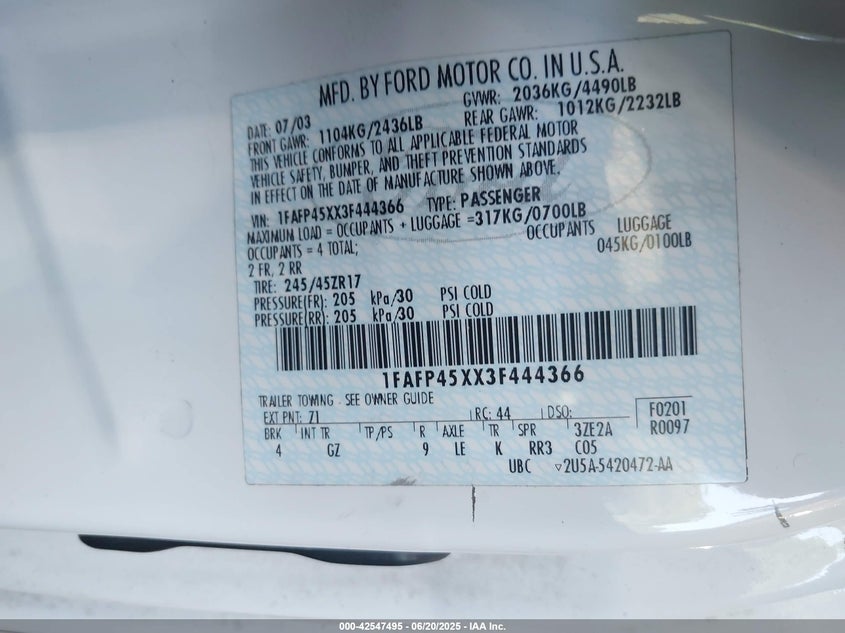 MFD. BY FORD MOTOR CO. IN U.S.A.
DATE: 07/03 GVWR: 2036KG/4490LB
FRONT GAWR: 1104KG/2436LB REAR GAWR: 1012KG/2232LB
THIS VEHICLE CONFORMS TO ALL APPLICABLE FEDERAL MOTOR
VEHICLE SAFETY, BUMPER, AND THEFT PREVENTION STANDARDS
IN EFFECT ON THE DATE OF MANUFACTURE SHOWN ABOVE.
VIN: 1FAFP45XX3F444366 TYPE: PASSENGER
MAXIMUM LOAD = OCCUPANTS + LUGGAGE =317KG/0700LB
OCCUPANTS = 4 TOTAL; OCCUPANTS LUGGAGE
2 FR, 2 RR 045KG/0100LB
TIRE: 245/45ZR17
PRESSURE(FR): 205 kPa/30 PSI COLD
PRESSURE(RR): 205 kPa/30 PSI COLD
1FAFP45XX3F444366
TRAILER TOWING - SEE OWNER GUIDE
EXT PNT: Z1 RC: 44 DSO: F0201
BRK INT TR TP/PS R AXLE TR SPR 3ZE2A R0097
4 GZ 9 LE K RR3 C05
UBC 2U5A-5420472-AA
000-42547495 - 06/20/2025 - IAA Inc.